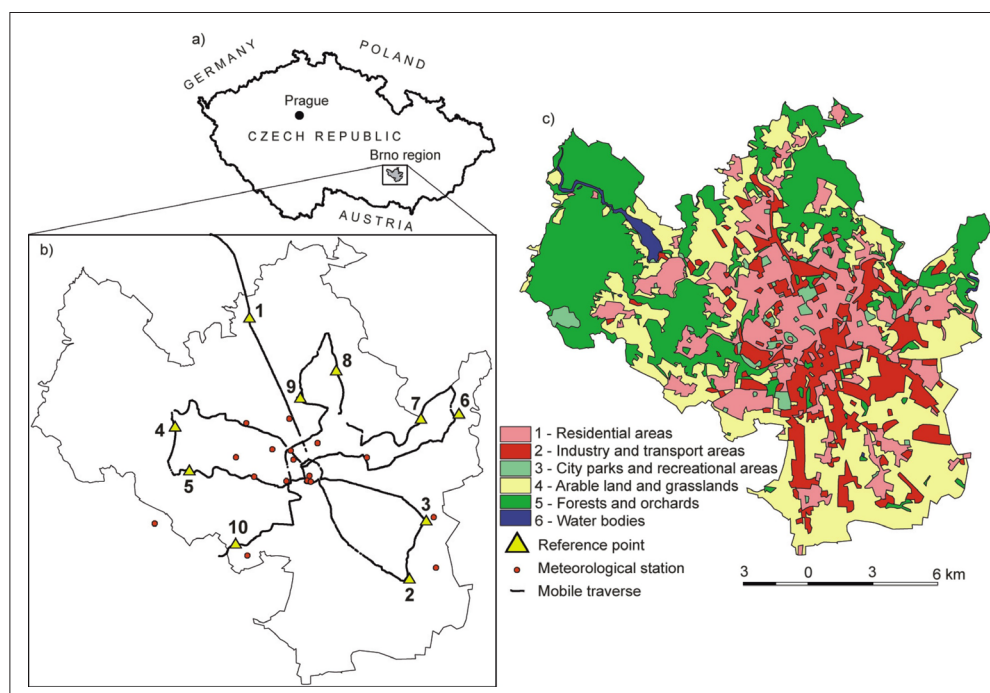 a)
GERMANY
POLAND
Prague
CZECH REPUBLIC
Brno region
AUSTRIA
b)
1
8
9
7
6
4
5
3
10
2
c)
1 - Residential areas
2 - Industry and transport areas
3 - City parks and recreational areas
4 - Arable land and grasslands
5 - Forests and orchards
6 - Water bodies
Reference point
Meteorological station
Mobile traverse
3 0 3 6 km